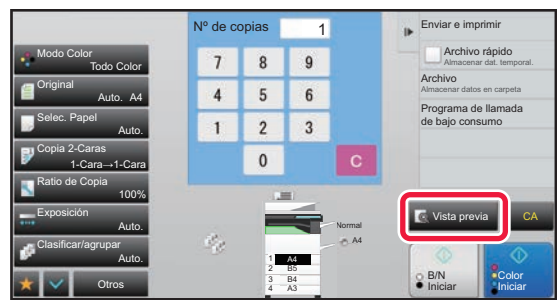 Nº de copias 1
Modo Color
Todo Color
Original
Auto. A4
Selec. Papel
Auto.
Copia 2-Caras
1-Cara→1-Cara
Ratio de Copia
100%
Exposición
Auto.
Clasificar/agrupar
Auto.
Otros
7 8 9
4 5 6
1 2 3
0 C
Normal
A4
1 A4
2 B5
3 B4
4 A3
Enviar e imprimir
Archivo rápido
Almacenar dat. temporal.
Archivo
Almacenar datos en carpeta
Programa de llamada
de bajo consumo
Vista previa
CA
B/N
Iniciar
Color
Iniciar